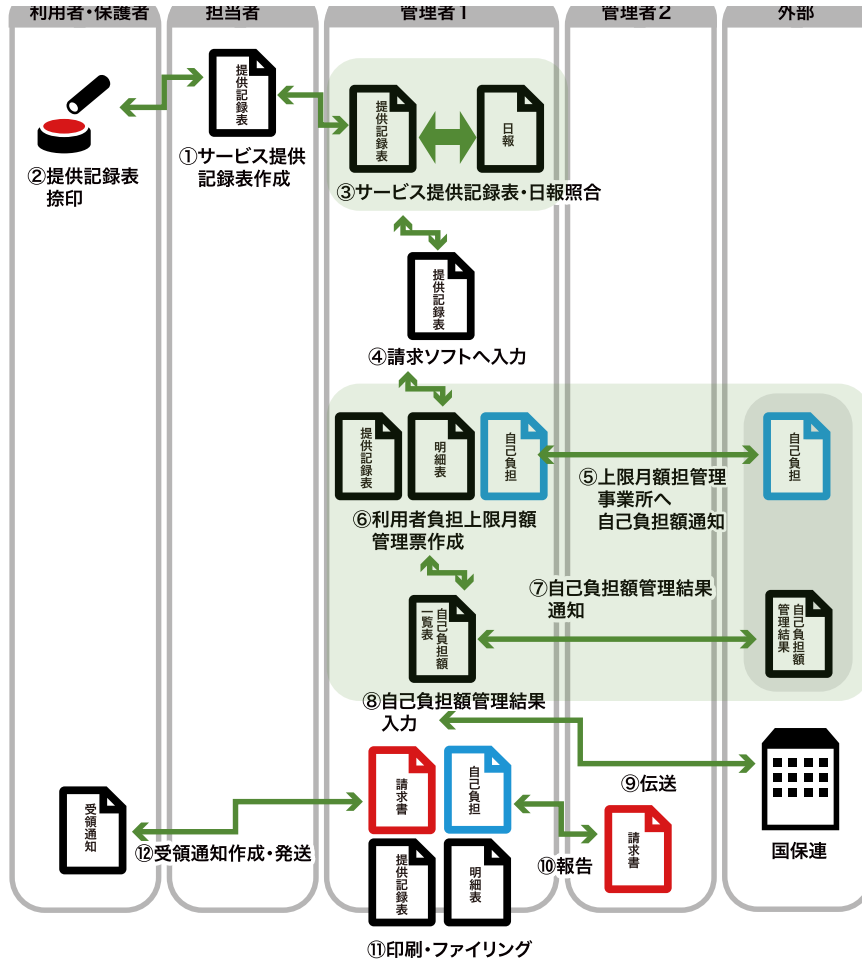 利用者・保護者
担当者
管理者1
管理者2
外部
提供記録表
①サービス提供
記録表作成
②提供記録表
捺印
提供記録表
日報
③サービス提供記録表・日報照合
提供記録表
④請求ソフトへ入力
提供記録表
明細表
自己負担
自己負担
⑤上限月額担管理
事業所へ
自己負担額通知
⑥利用者負担上限月額
管理票作成
⑦自己負担額管理結果
通知
自己負担額
一覧表
自己負担額
管理結果
⑧自己負担額管理結果
入力
⑨伝送
国保連
請求書
自己負担
請求書
⑩報告
受領通知
⑫受領通知作成・発送
提供記録表
明細表
⑪印刷・ファイリング